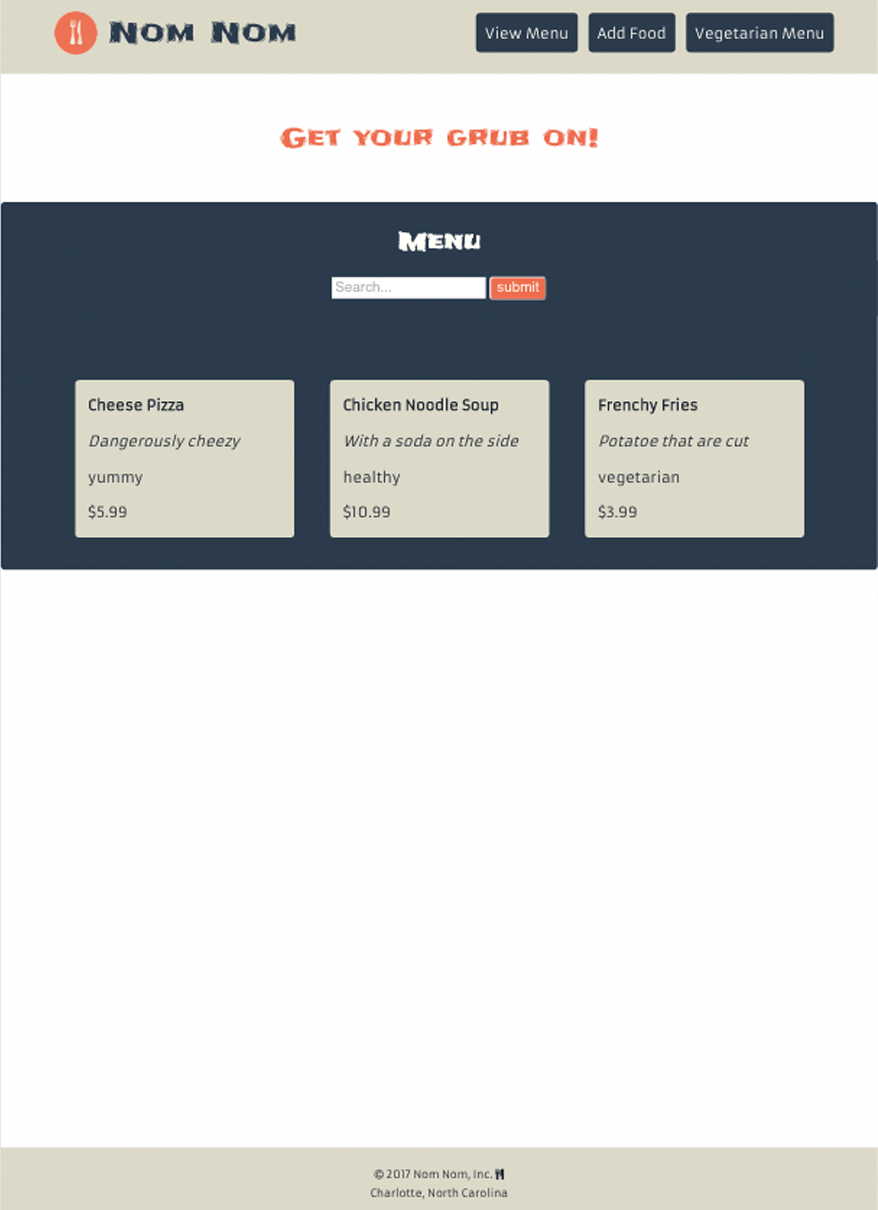 Nom Nom
View Menu
Add Food
Vegetarian Menu
Get your grub on!
Menu
Search...
submit
Cheese Pizza
Dangerously cheezy
yummy
$5.99
Chicken Noodle Soup
With a soda on the side
healthy
$10.99
Frenchy Fries
Potatoe that are cut
vegetarian
$3.99
© 2017 Nom Nom, Inc.
Charlotte, North Carolina